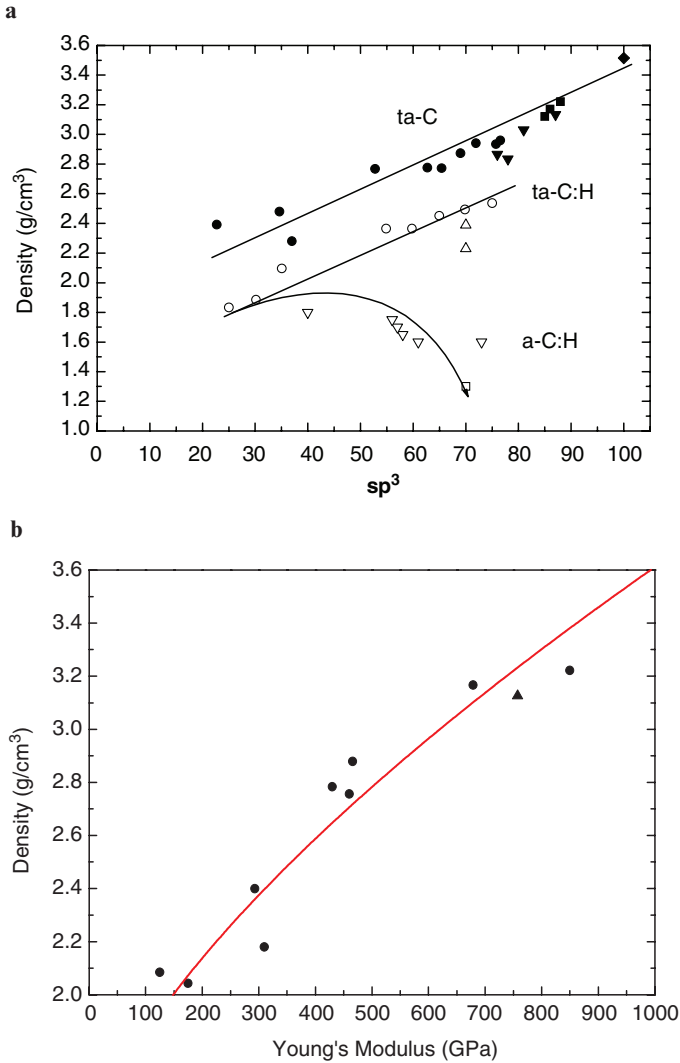 a
3.6
3.4
3.2
3.0
2.8
2.6
2.4
2.2
2.0
1.8
1.6
1.4
1.2
1.0
Density (g/cm³)
ta-C
ta-C:H
a-C:H
0 10 20 30 40 50 60 70 80 90 100
sp³
b
3.6
3.4
3.2
3.0
2.8
2.6
2.4
2.2
2.0
Density (g/cm³)
0 100 200 300 400 500 600 700 800 900 1000
Young's Modulus (GPa)